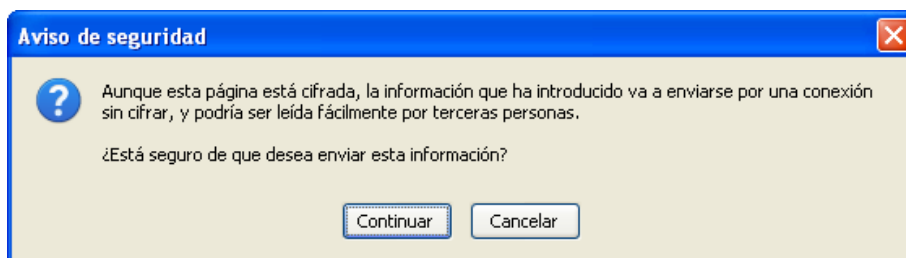 Aviso de seguridad
Aunque esta página está cifrada, la información que ha introducido va a enviarse por una conexión
sin cifrar, y podría ser leída fácilmente por terceras personas.
¿Está seguro de que desea enviar esta información?
Continuar
Cancelar